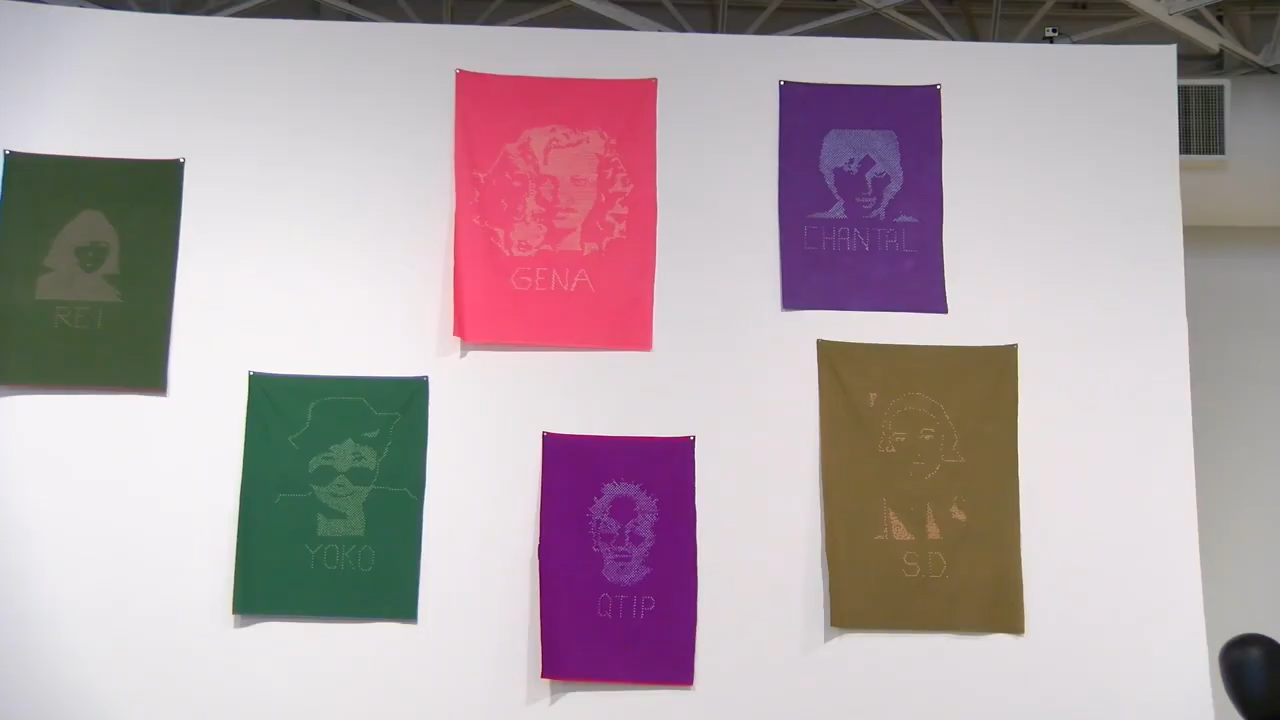 REI
GENA
CHANTAL
YOKO
QTIP
S.D.